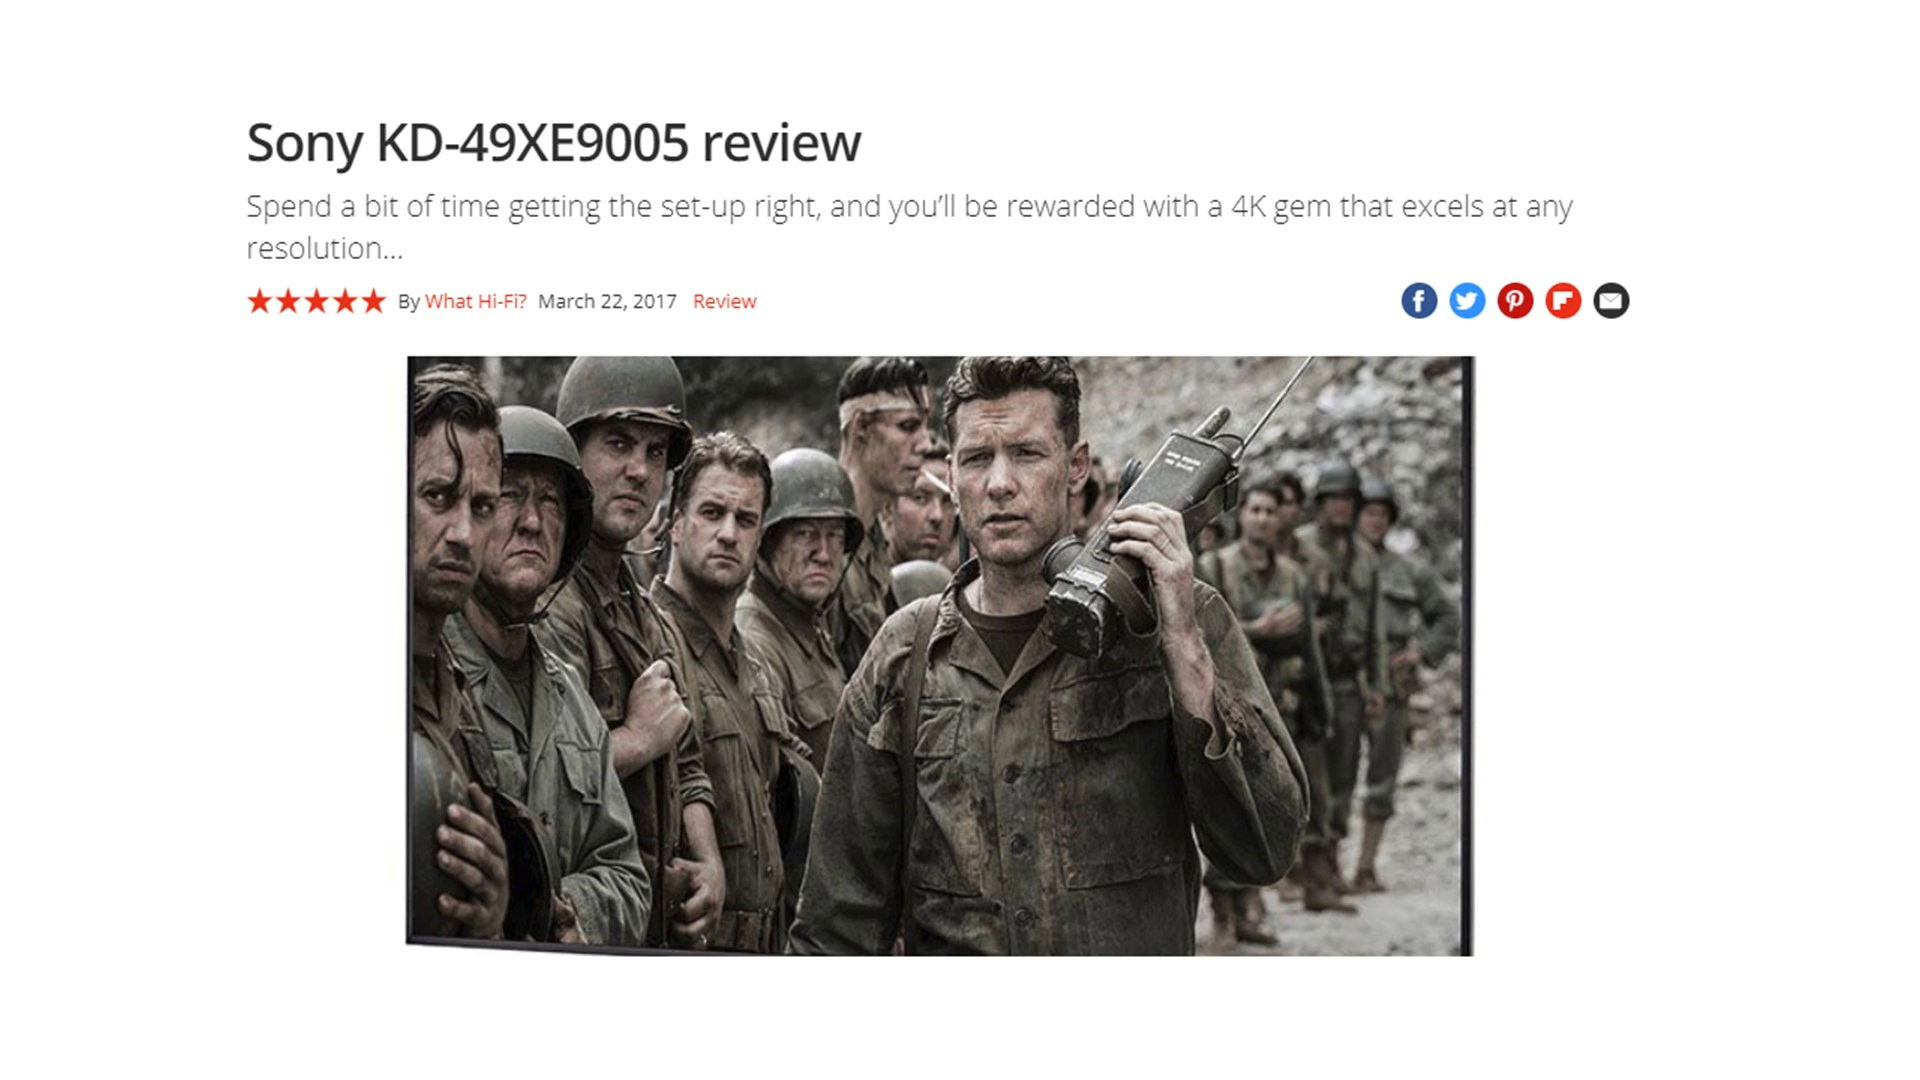 Sony KD-49XE9005 review
Spend a bit of time getting the set-up right, and you’ll be rewarded with a 4K gem that excels at any
resolution...
By What Hi-Fi? March 22, 2017 Review